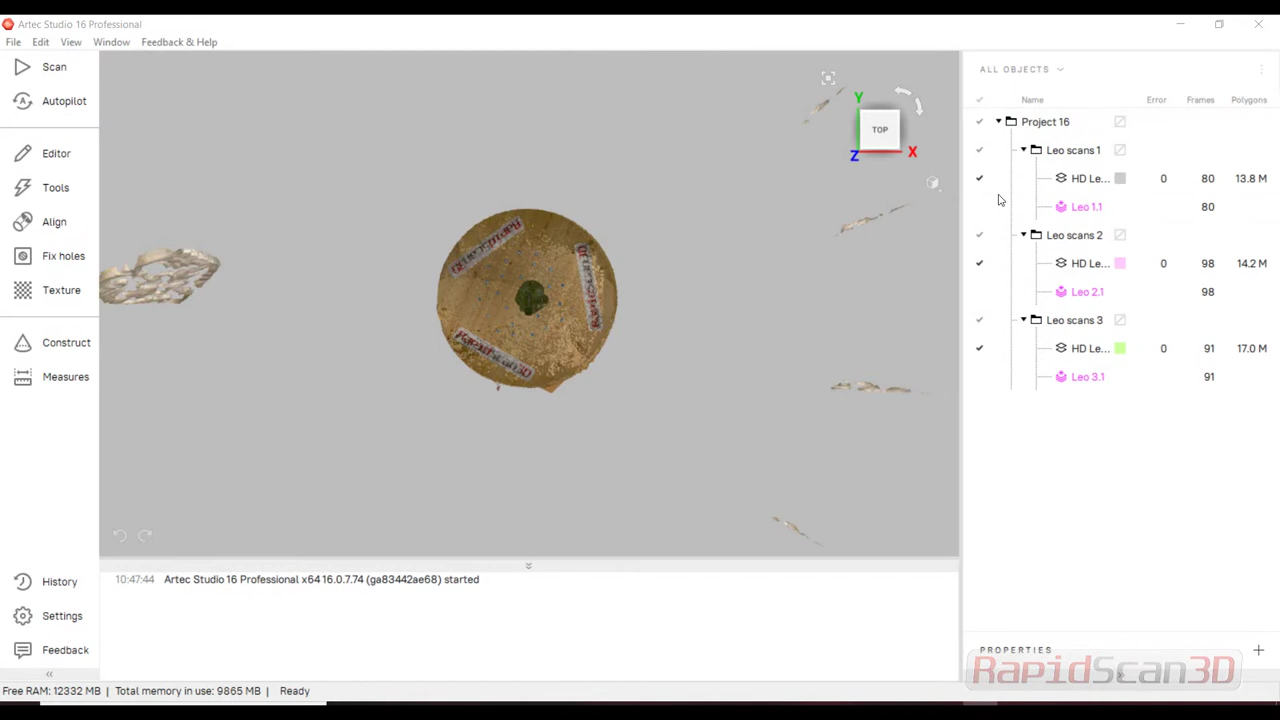 Artec Studio 16 Professional
File Edit View Window Feedback & Help
Scan
Autopilot
Editor
Tools
Align
Fix holes
Texture
Construct
Measures
History
Settings
Feedback
«
Free RAM: 12332 MB | Total memory in use: 9865 MB | Ready
Y
TOP
Z X
RAPIDSCAN3D
RAPIDSCAN3D
RAPIDSCAN3D
10:47:44 Artec Studio 16 Professional x64 16.0.7.74 (ga83442ae68) started
ALL OBJECTS
Name Error Frames Polygons
Project 16
Leo scans 1
HD Le... 0 80 13.8 M
Leo 1.1 80
Leo scans 2
HD Le... 0 98 14.2 M
Leo 2.1 98
Leo scans 3
HD Le... 0 91 17.0 M
Leo 3.1 91
PROPERTIES
RapidScan3D